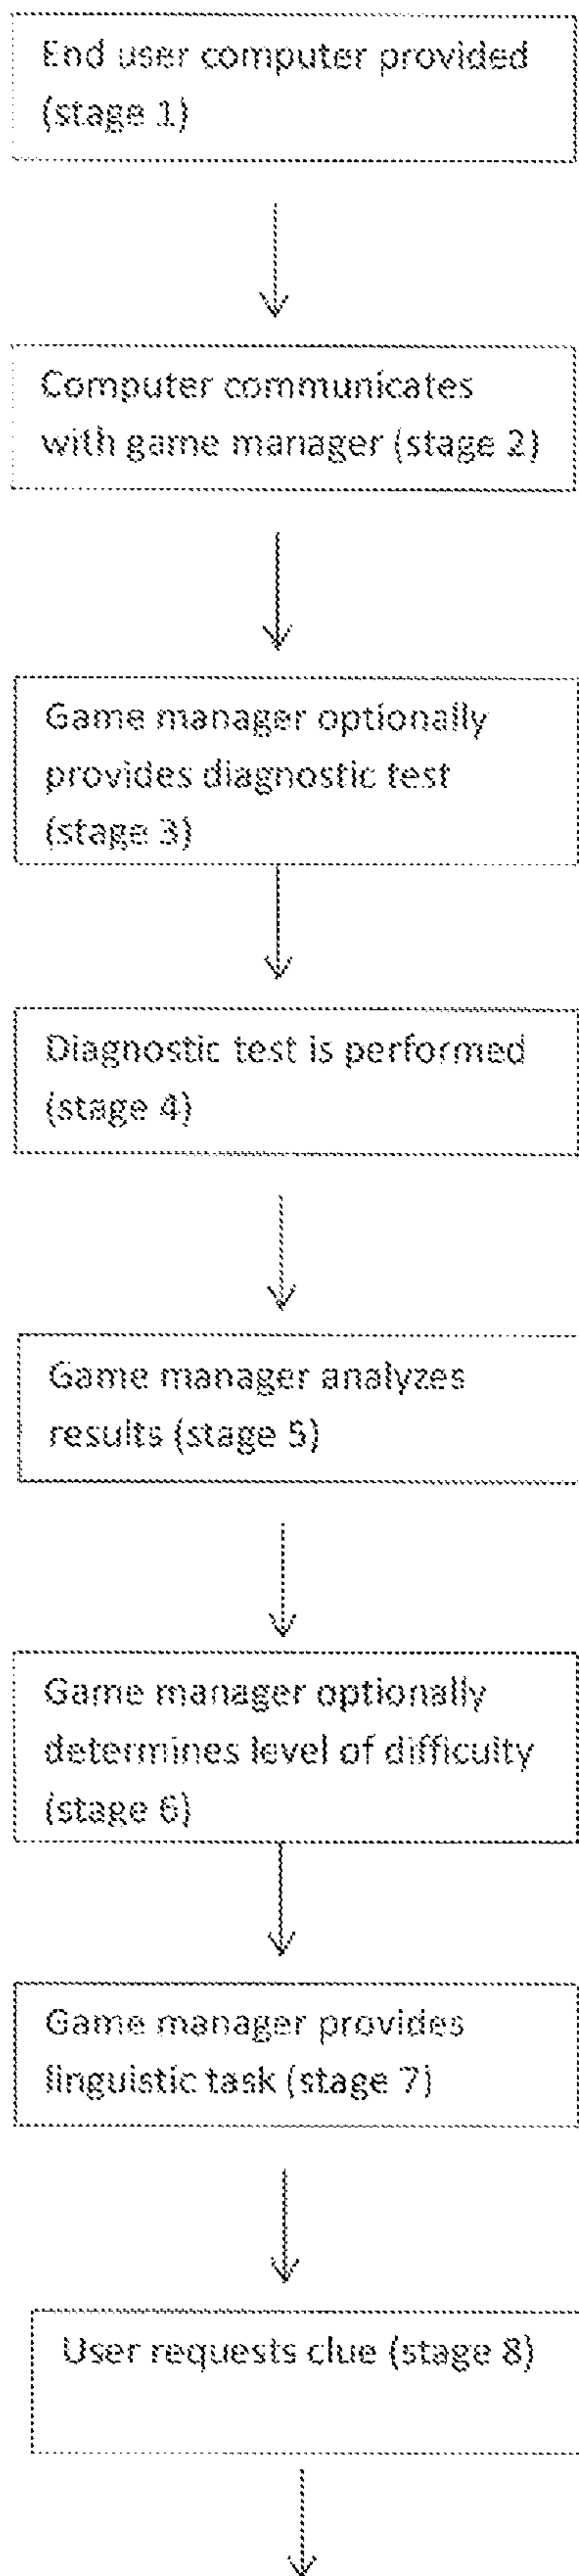 End user computer provided
(stage 1)
Computer communicates
with game manager (stage 2)
Game manager optionally
provides diagnostic test
(stage 3)
Diagnostic test is performed
(stage 4)
Game manager analyzes
results (stage 5)
Game manager optionally
determines level of difficulty
(stage 6)
Game manager provides
linguistic task (stage 7)
User requests clue (stage 8)